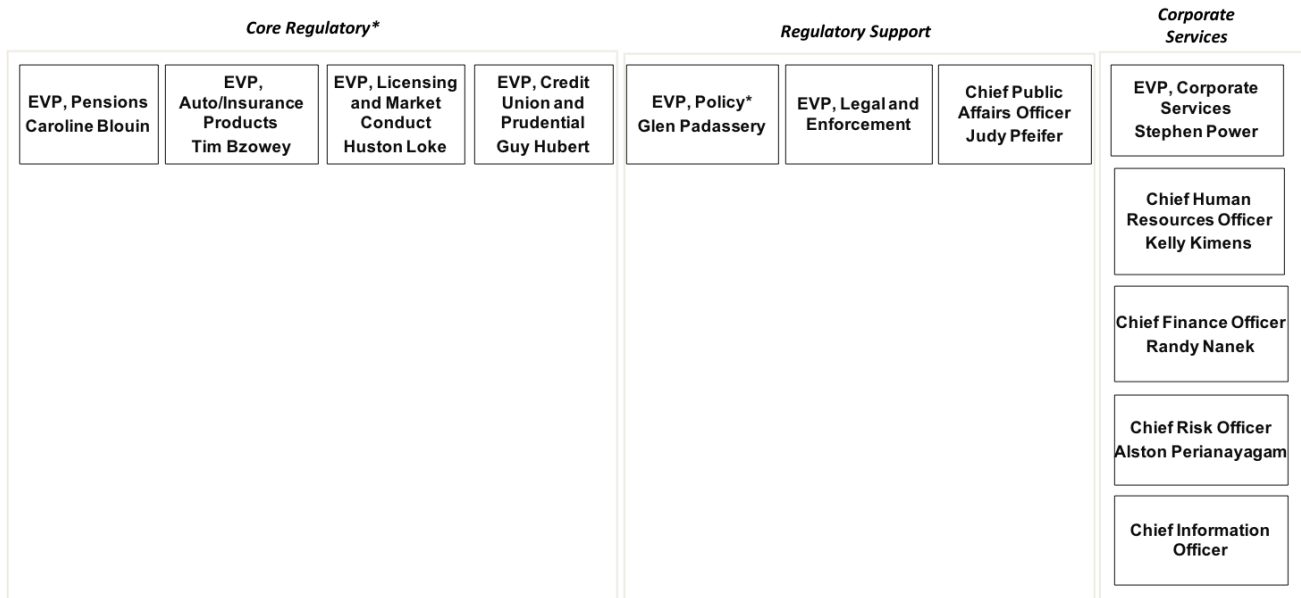 Core Regulatory*
EVP, Pensions
Caroline Blouin
EVP,
Auto/Insurance
Products
Tim Bzowey
EVP, Licensing
and Market
Conduct
Huston Loke
EVP, Credit
Union and
Prudential
Guy Hubert
Regulatory Support
EVP, Policy*
Glen Padassery
EVP, Legal and
Enforcement
Chief Public
Affairs Officer
Judy Pfeifer
Corporate
Services
EVP, Corporate
Services
Stephen Power
Chief Human
Resources Officer
Kelly Kimens
Chief Finance Officer
Randy Nanek
Chief Risk Officer
Alston Perianayagam
Chief Information
Officer